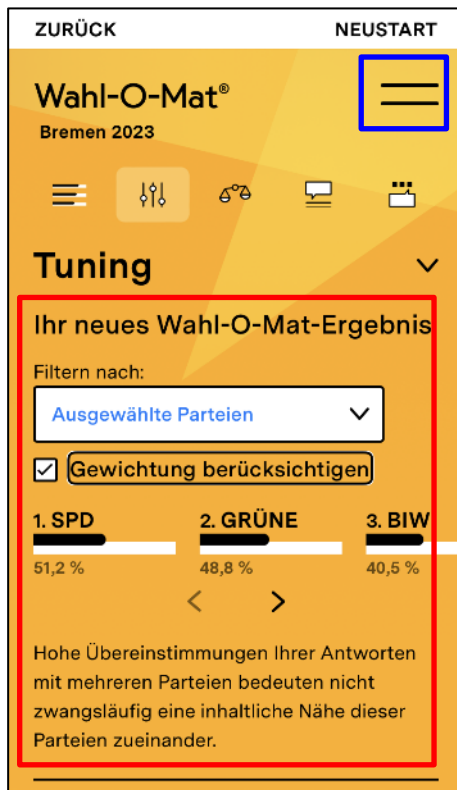 ZURÜCK NEUSTART
Wahl-O-Mat®
Bremen 2023
Tuning
Ihr neues Wahl-O-Mat-Ergebnis
Filtern nach:
Ausgewählte Parteien
Gewichtung berücksichtigen
1. SPD 2. GRÜNE 3. BIW
51,2 % 48,8 % 40,5 %
Hohe Übereinstimmungen Ihrer Antworten
mit mehreren Parteien bedeuten nicht
zwangsläufig eine inhaltliche Nähe dieser
Parteien zueinander.